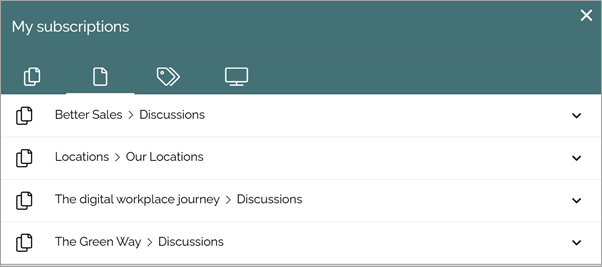 My subscriptions
Better Sales > Discussions
Locations > Our Locations
The digital workplace journey > Discussions
The Green Way > Discussions